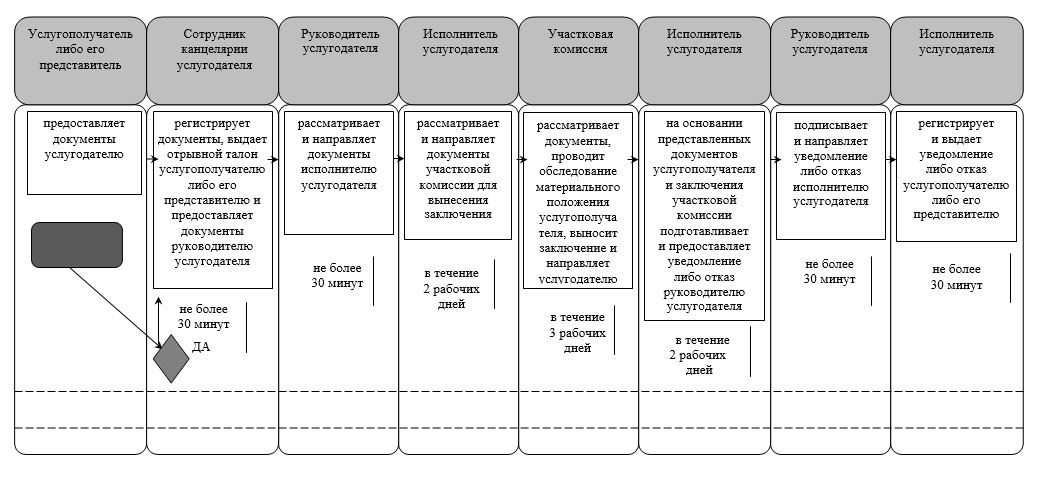 Услугополучатель
либо его
представитель
Сотрудник
канцелярии
услугодателя
Руководитель
услугодателя
Исполнитель
услугодателя
Участковая
комиссия
Исполнитель
услугодателя
Руководитель
услугодателя
Исполнитель
услугодателя
предоставляет
документы
услугодателю
регистрирует
документы, выдает
отрывной талон
услугополучателю
либо его
представителю и
предоставляет
документы
руководителю
услугодателя
не более
30 минут
ДА
рассматривает
и направляет
документы
исполнителю
услугодателя
не более
30 минут
рассматривает
и направляет
документы
участковой
комиссии для
вынесения
заключения
в течение
2 рабочих
дней
рассматривает
документы,
проводит
обследование
материального
положения
услугополуча
теля, выносит
заключение и
направляет
услугодателю
в течение
3 рабочих
дней
на основании
представленных
документов
услугополучателя
и заключения
участковой
комиссии
подготавливает
и предоставляет
уведомление
либо отказ
руководителю
услугодателя
в течение
2 рабочих
дней
подписывает
и направляет
уведомление
либо отказ
исполнителю
услугодателя
не более
30 минут
регистрирует
и выдает
уведомление
либо отказ
услугополучателю
либо его
представителю
не более
30 минут